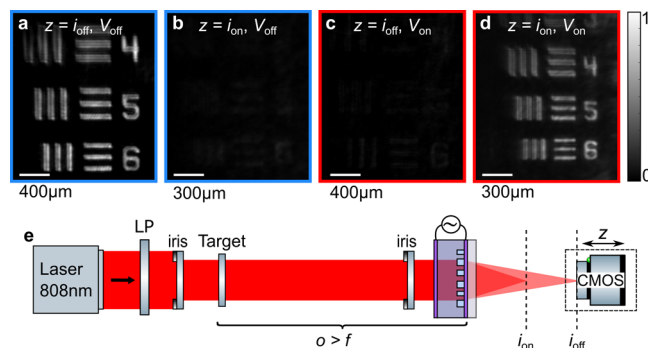 a z = i_off, V_off
b z = i_on, V_off
c z = i_off, V_on
d z = i_on, V_on
1
4
5
6
4
5
6
0
400µm
300µm
400µm
300µm
e
LP
iris
Target
iris
z
Laser
808nm
CMOS
o > f
i_on
i_off